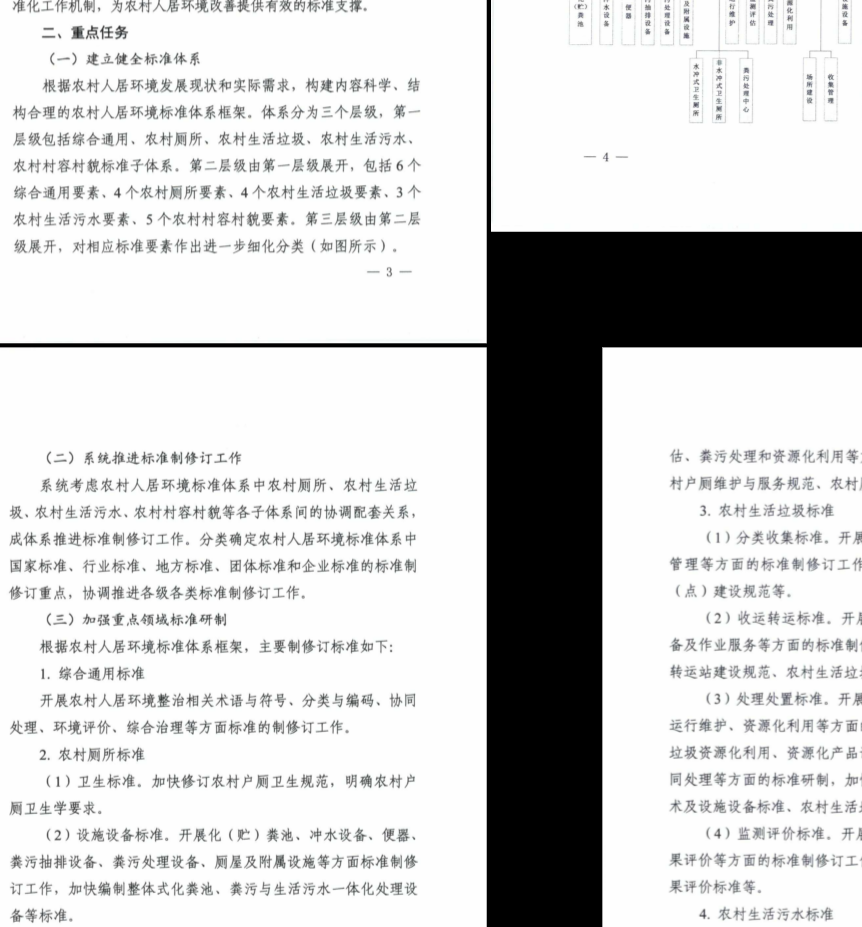 准化工作机制，为农村人居环境改善提供有效的标准支撑。
二、重点任务
（一）建立健全标准体系
根据农村人居环境发展现状和实际需求，构建内容科学、结
构合理的农村人居环境标准体系框架。体系分为三个层级，第一
层级包括综合通用、农村厕所、农村生活垃圾、农村生活污水、
农村村容村貌标准子体系。第二层级由第一层级展开，包括 6 个
综合通用要素、4 个农村厕所要素、4 个农村生活垃圾要素、3 个
农村生活污水要素、5 个农村村容村貌要素。第三层级由第二层
级展开，对相应标准要素作出进一步细化分类（如图所示）。
— 3 —
（贮）粪池
水设备
便器
污抽排设备
污处理设备
及附属设施
行维护
测评估
污处理
源化利用
施设备
水冲式卫生厕所
非水冲式卫生厕所
粪污处理中心
场所建设
收集管理
— 4 —
（二）系统推进标准制修订工作
系统考虑农村人居环境标准体系中农村厕所、农村生活垃
圾、农村生活污水、农村村容村貌等各子体系间的协调配套关系，
成体系推进标准制修订工作。分类确定农村人居环境标准体系中
国家标准、行业标准、地方标准、团体标准和企业标准的标准制
修订重点，协调推进各级各类标准制修订工作。
（三）加强重点领域标准研制
根据农村人居环境标准体系框架，主要制修订标准如下：
1. 综合通用标准
开展农村人居环境整治相关术语与符号、分类与编码、协同
处理、环境评价、综合治理等方面标准的制修订工作。
2. 农村厕所标准
（1）卫生标准。加快修订农村户厕卫生规范，明确农村户
厕卫生学要求。
（2）设施设备标准。开展化（贮）粪池、冲水设备、便器、
粪污抽排设备、粪污处理设备、厕屋及附属设施等方面标准制修
订工作，加快编制整体式化粪池、粪污与生活污水一体化处理设
备等标准。
估、粪污处理和资源化利用等
村户厕维护与服务规范、农村
3. 农村生活垃圾标准
（1）分类收集标准。开展
管理等方面的标准制修订工作
（点）建设规范等。
（2）收运转运标准。开展
备及作业服务等方面的标准制
转运站建设规范、农村生活垃
（3）处理处置标准。开展
运行维护、资源化利用等方面
垃圾资源化利用、资源化产品
同处理等方面的标准研制，加
术及设施设备标准、农村生活
（4）监测评价标准。开展
果评价等方面的标准制修订工
果评价标准等。
4. 农村生活污水标准